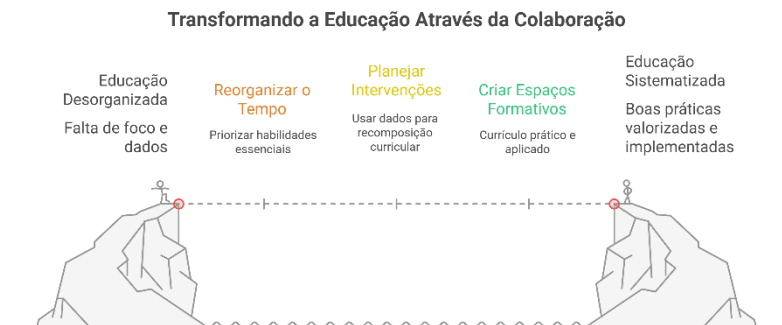 Transformando a Educação Através da Colaboração
Educação
Desorganizada
Falta de foco e
dados
Reorganizar o
Tempo
Priorizar habilidades
essenciais
Planejar
Intervenções
Usar dados para
recomposição
curricular
Criar Espaços
Formativos
Currículo prático e
aplicado
Educação
Sistematizada
Boas práticas
valorizadas e
implementadas